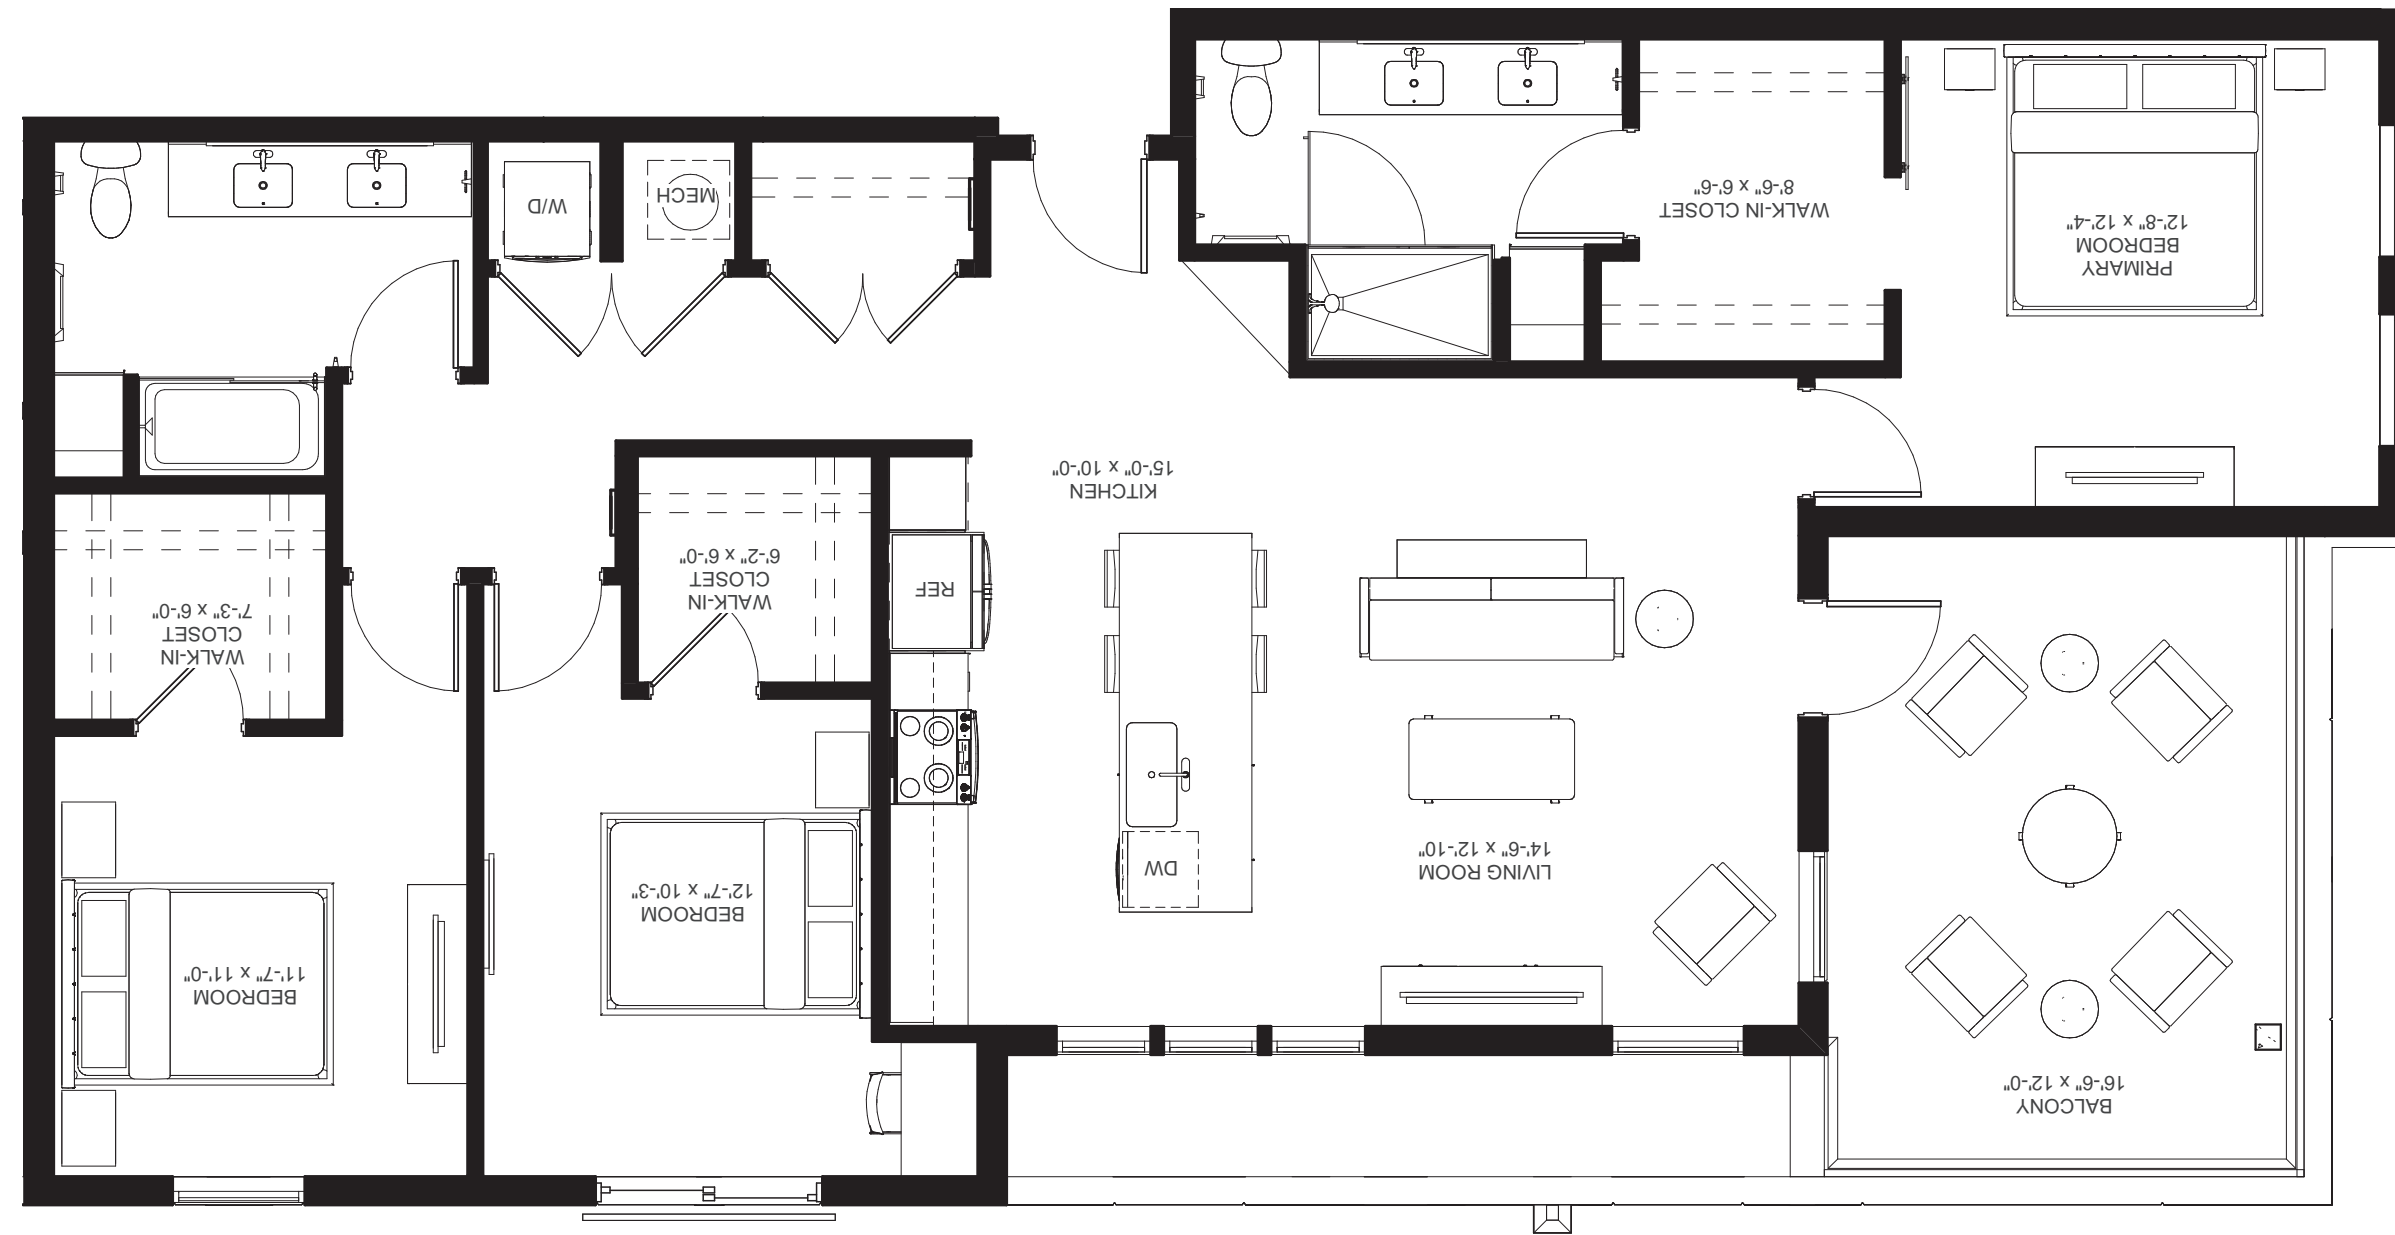 BALCONY
16'-6" x 12'-0"
LIVING ROOM
14'-6" x 12'-10"
DW
BEDROOM
12'-7" x 10'-3"
BEDROOM
11'-7" x 11'-0"
KITCHEN
15'-0" x 10'-0"
REF
WALK-IN
CLOSET
6'-2" x 6'-0"
WALK-IN
CLOSET
7'-3" x 6'-0"
PRIMARY
BEDROOM
12'-8" x 12'-4"
WALK-IN CLOSET
8'-6" x 6'-6"
MECH
W/D